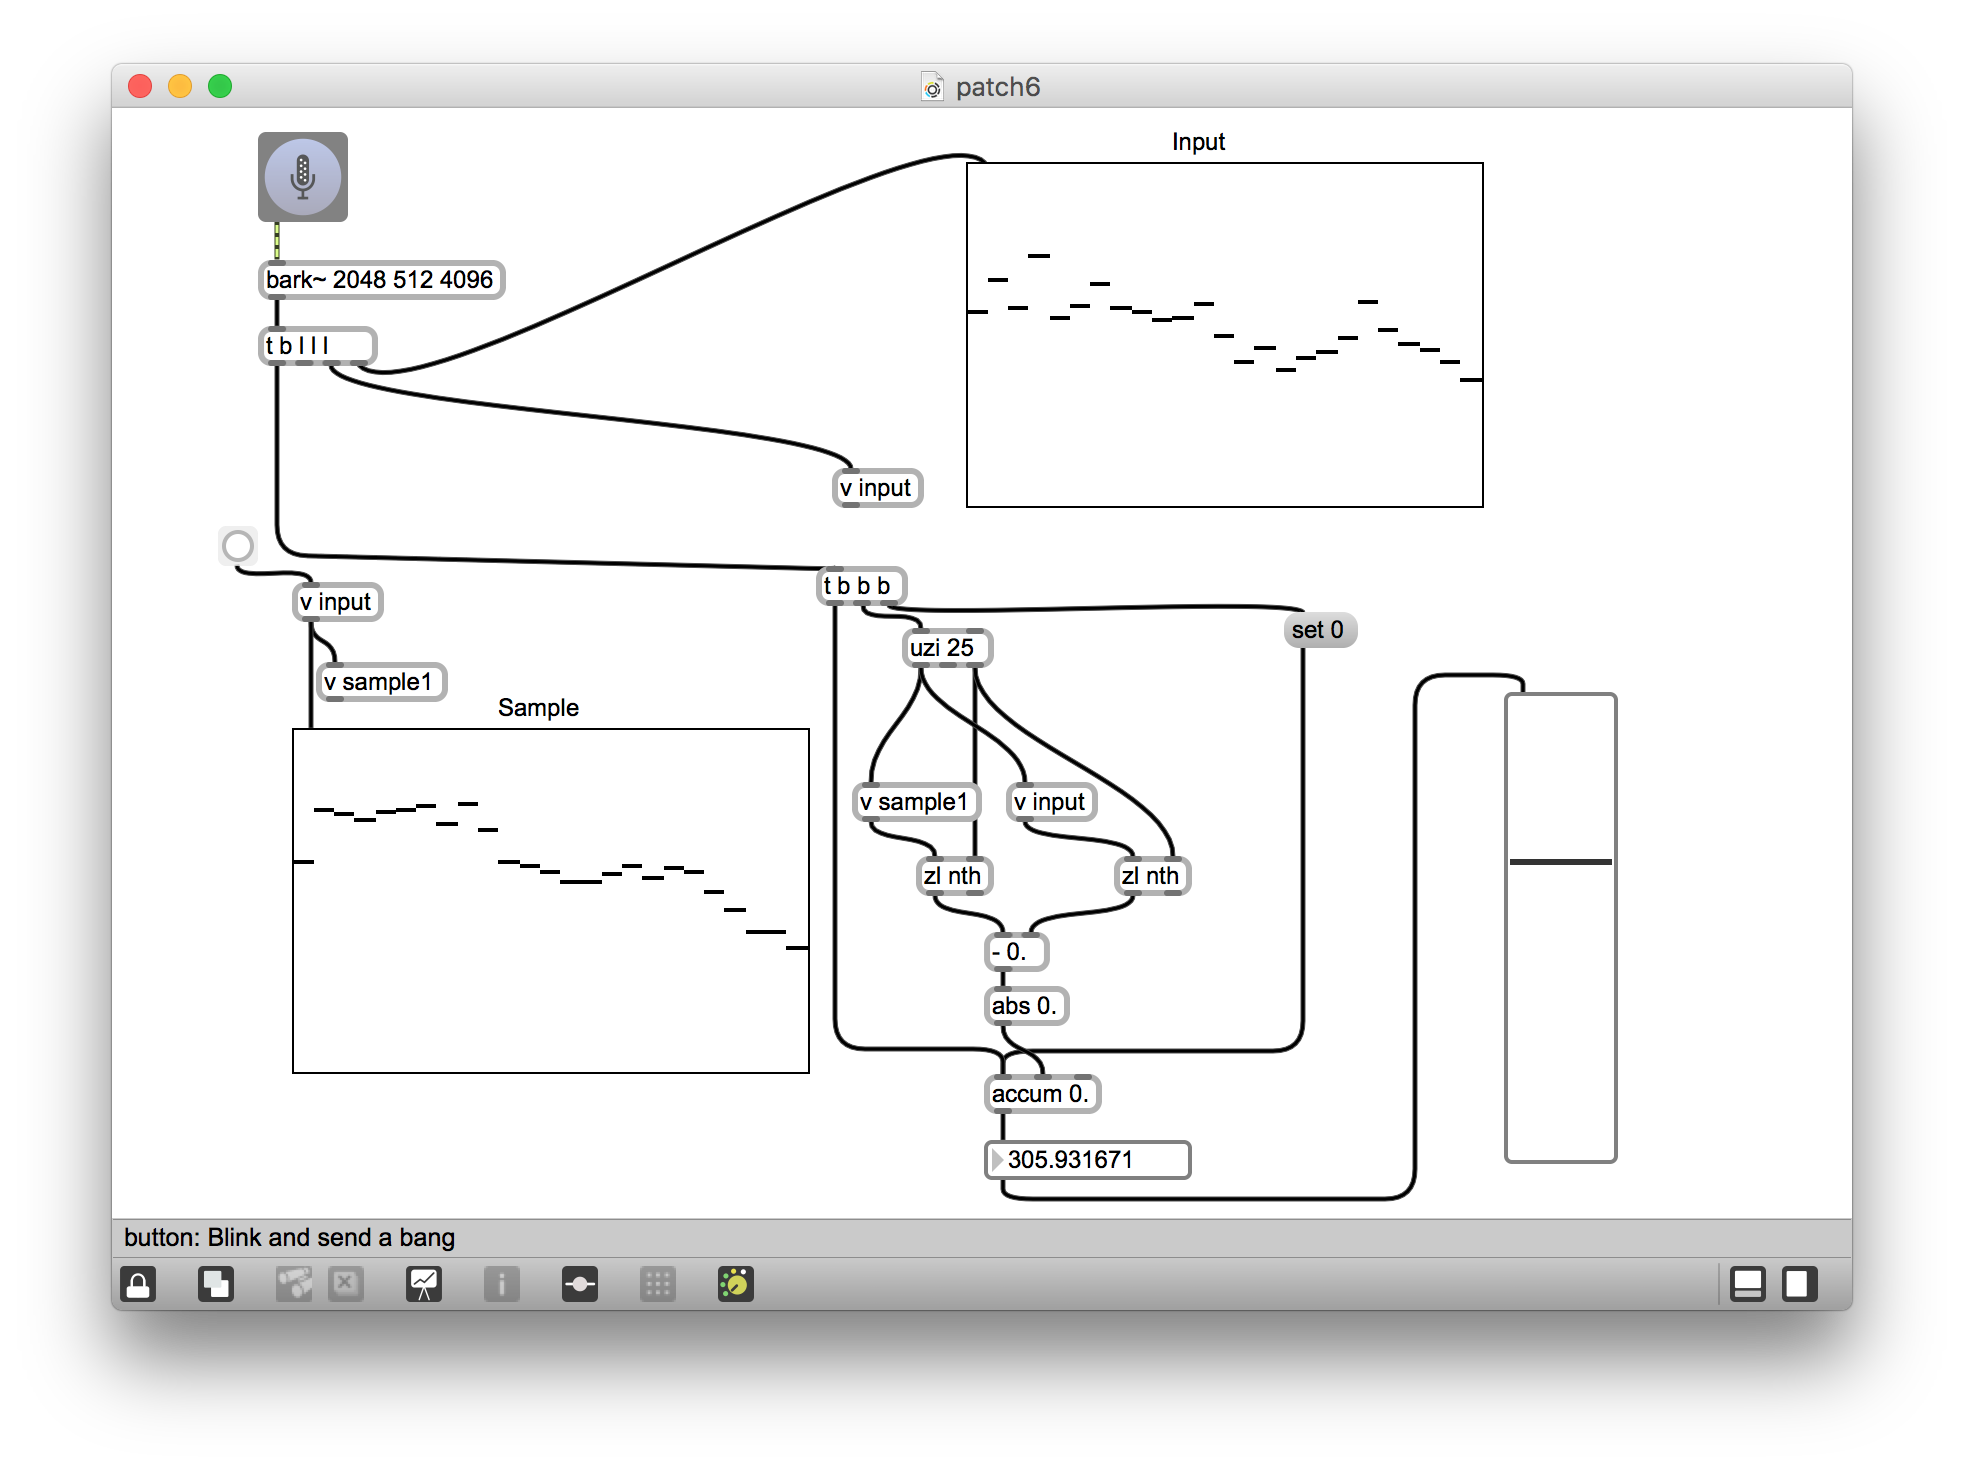 patch6
Input
bark~ 2048 512 4096
t b l l l
v input
v input
t b b b
set 0
uzi 25
v sample1
Sample
v sample1
v input
zl nth
zl nth
- 0.
abs 0.
accum 0.
305.931671
button: Blink and send a bang